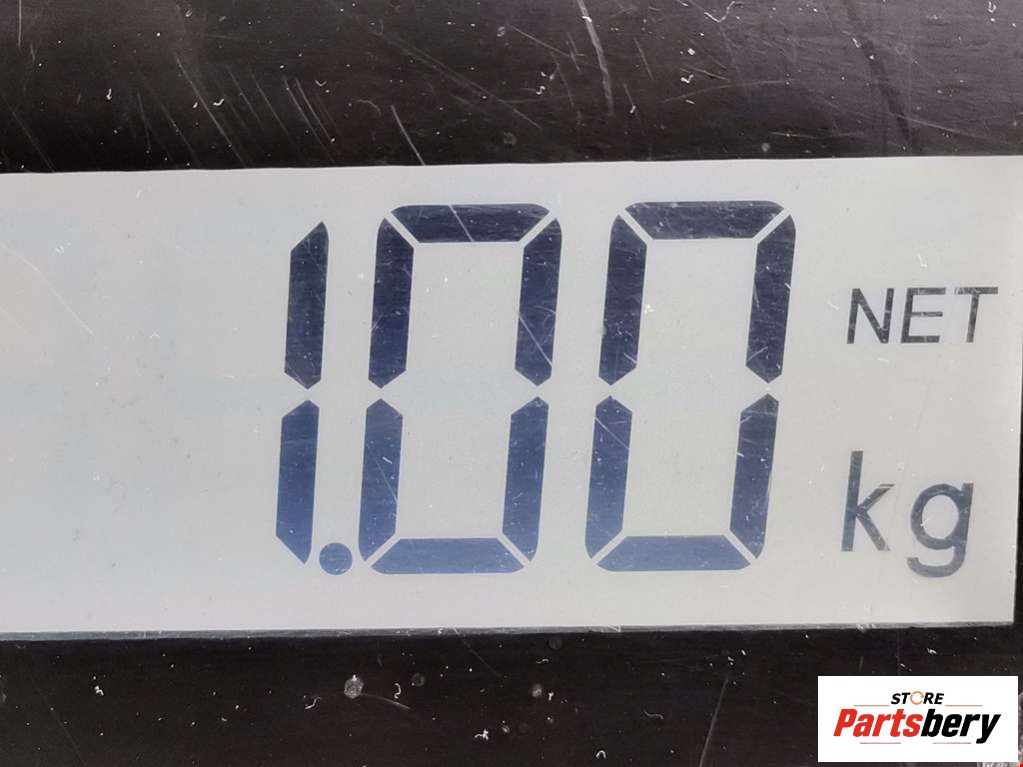 1.00
NET
kg
STORE
Partsbery